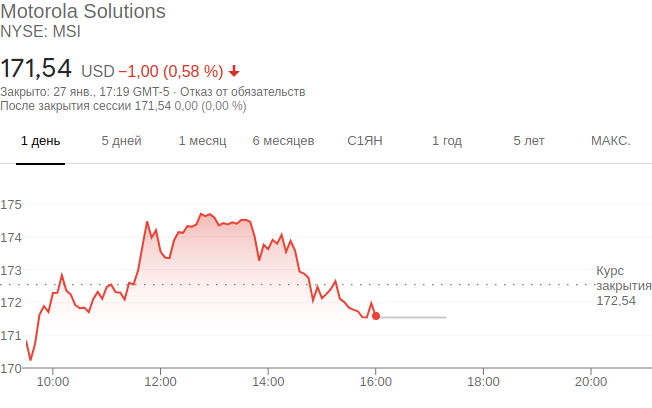 Motorola Solutions
NYSE: MSI
171,54 USD −1,00 (0,58 %)
Закрыто: 27 янв., 17:19 GMT-5 · Отказ от обязательств
После закрытия сессии 171,54 0,00 (0,00 %)
1 день 5 дней 1 месяц 6 месяцев С1ЯН 1 год 5 лет МАКС.
175
174
173
172
171
170
Курс
закрытия
172,54
10:00 12:00 14:00 16:00 18:00 20:00